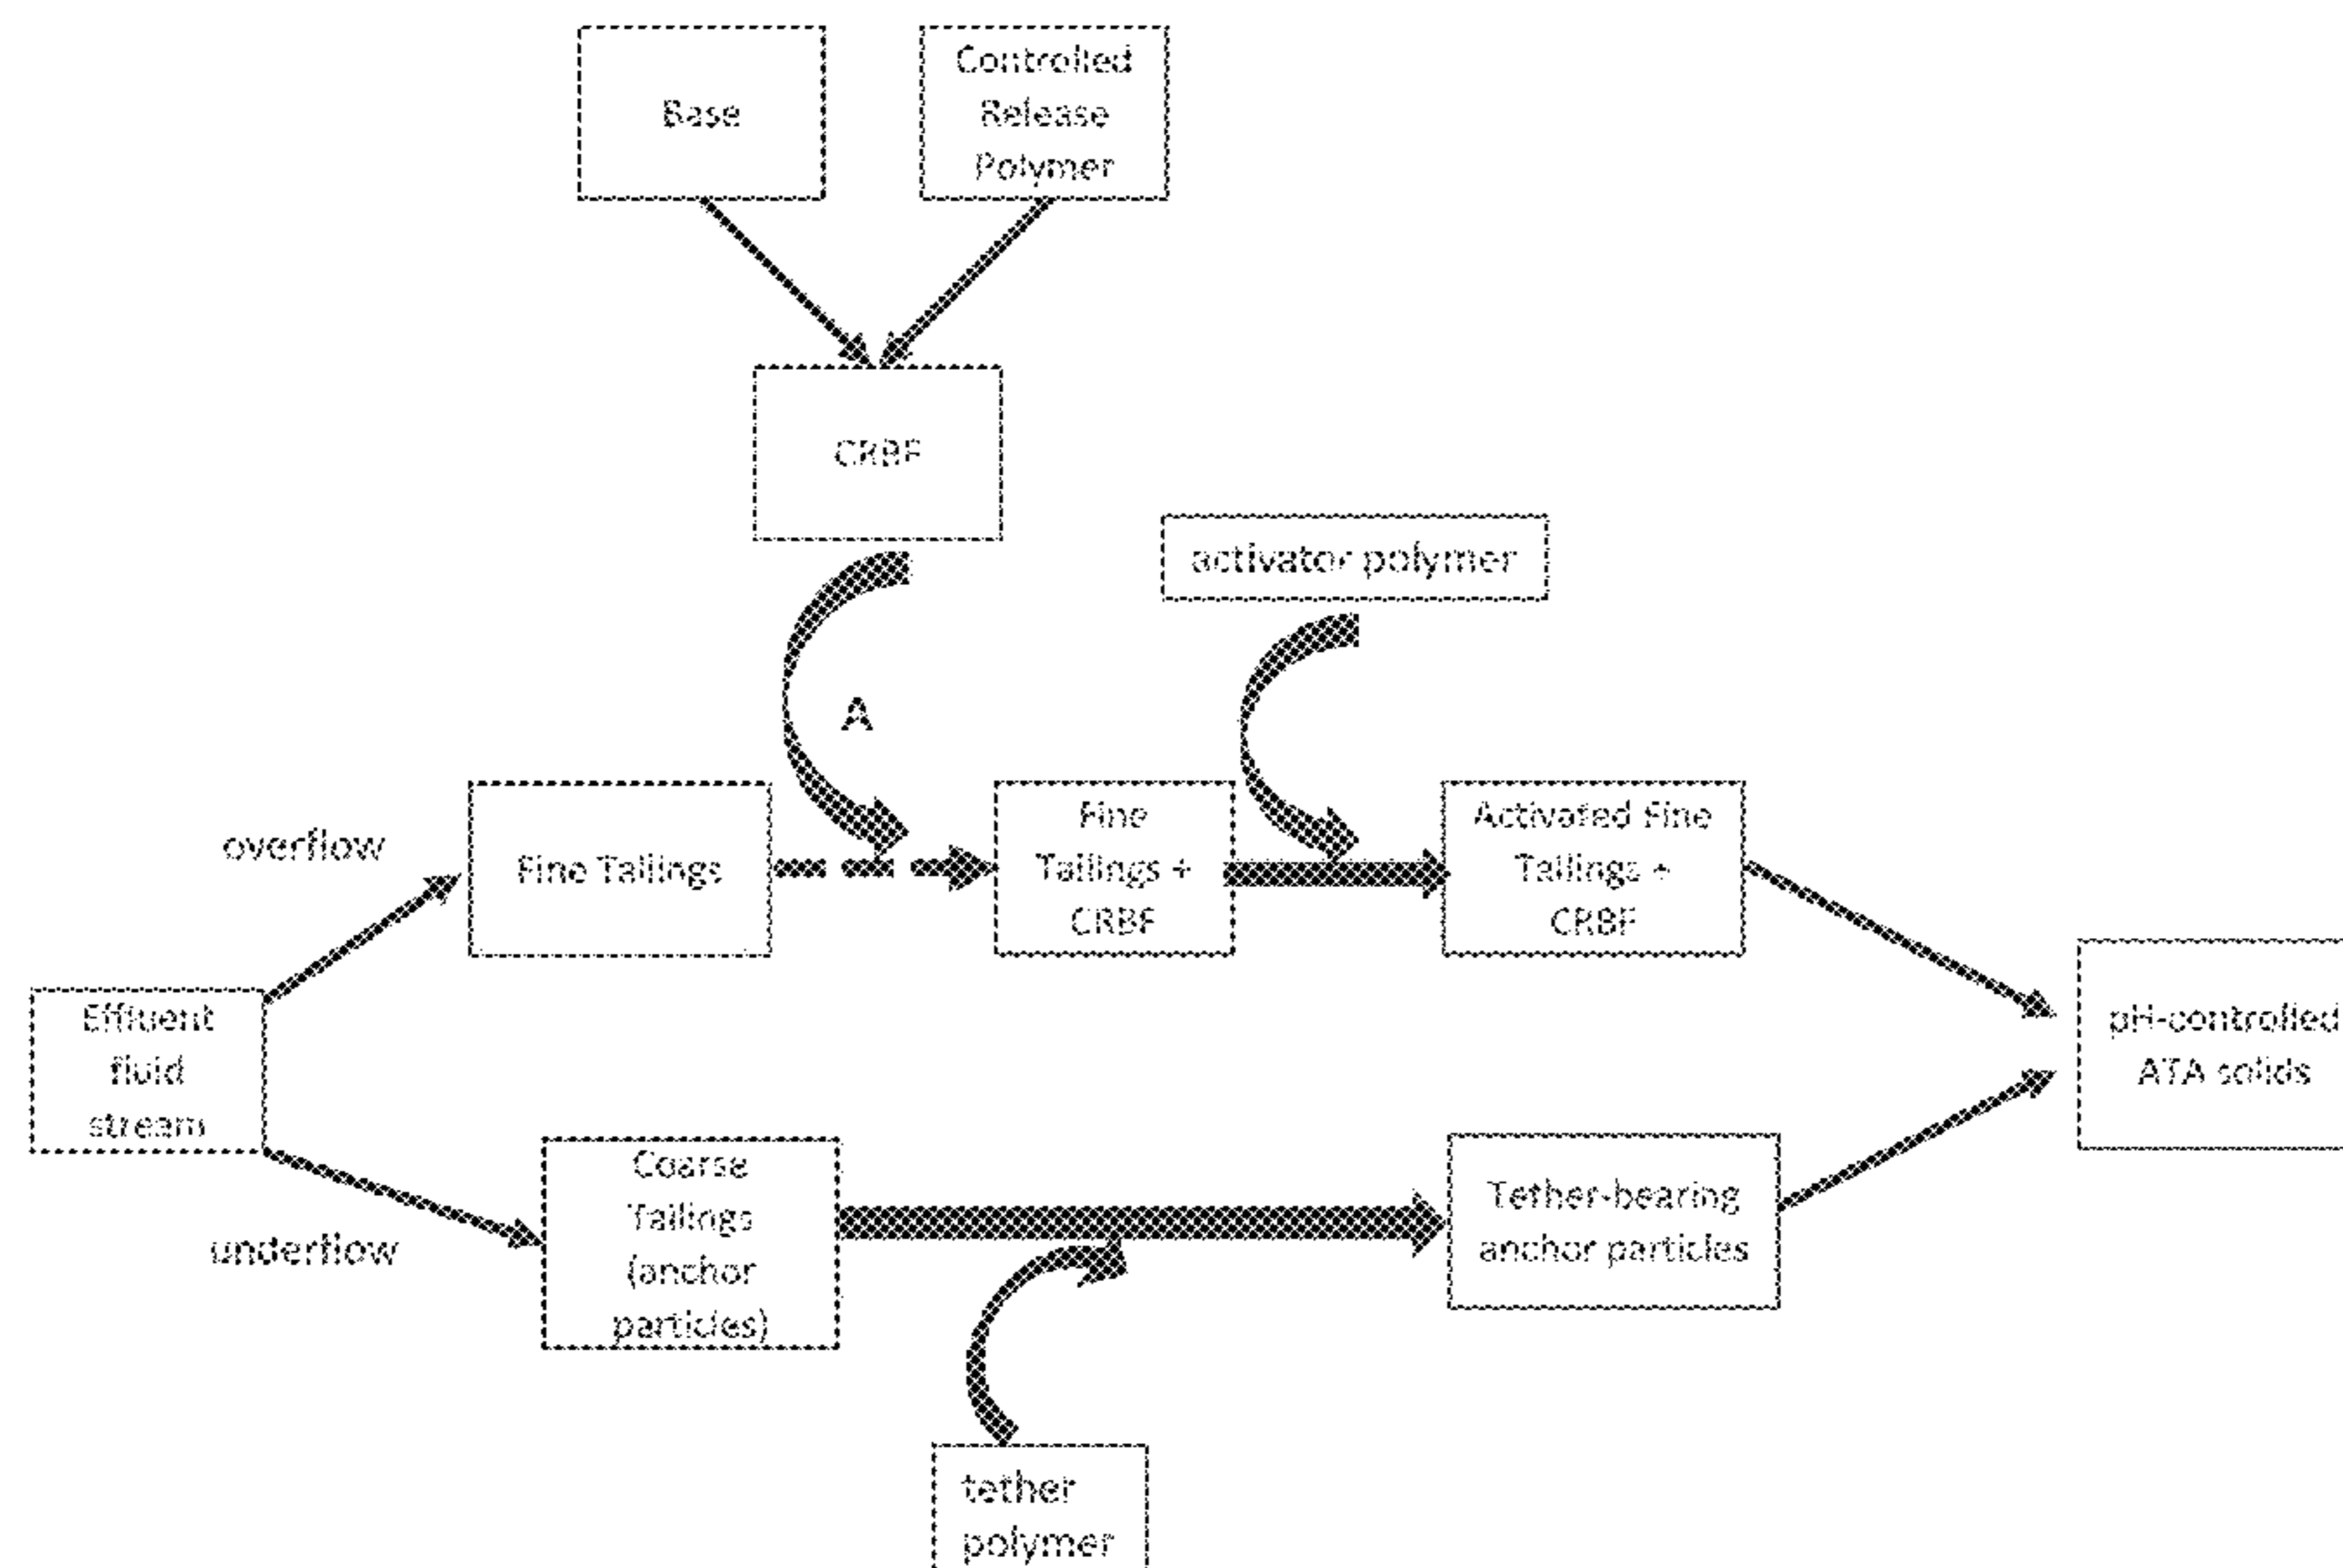 Base
Controlled
Release
Polymer
CRBF
activator polymer
A
overflow
Fine Tailings
Fine
Tailings +
CRBF
Activated Fine
Tailings +
CRBF
Effluent
fluid
stream
pH-controlled
ATA solids
underflow
Coarse
Tailings
(anchor
particles)
Tether-bearing
anchor particles
tether
polymer